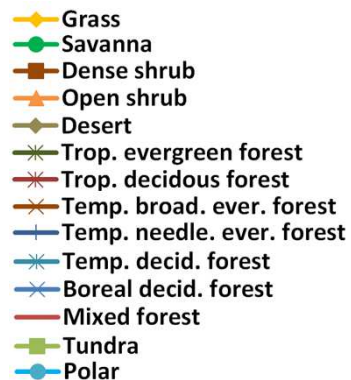 Grass
Savanna
Dense shrub
Open shrub
Desert
Trop. evergreen forest
Trop. decidous forest
Temp. broad. ever. forest
Temp. needle. ever. forest
Temp. decid. forest
Boreal decid. forest
Mixed forest
Tundra
Polar